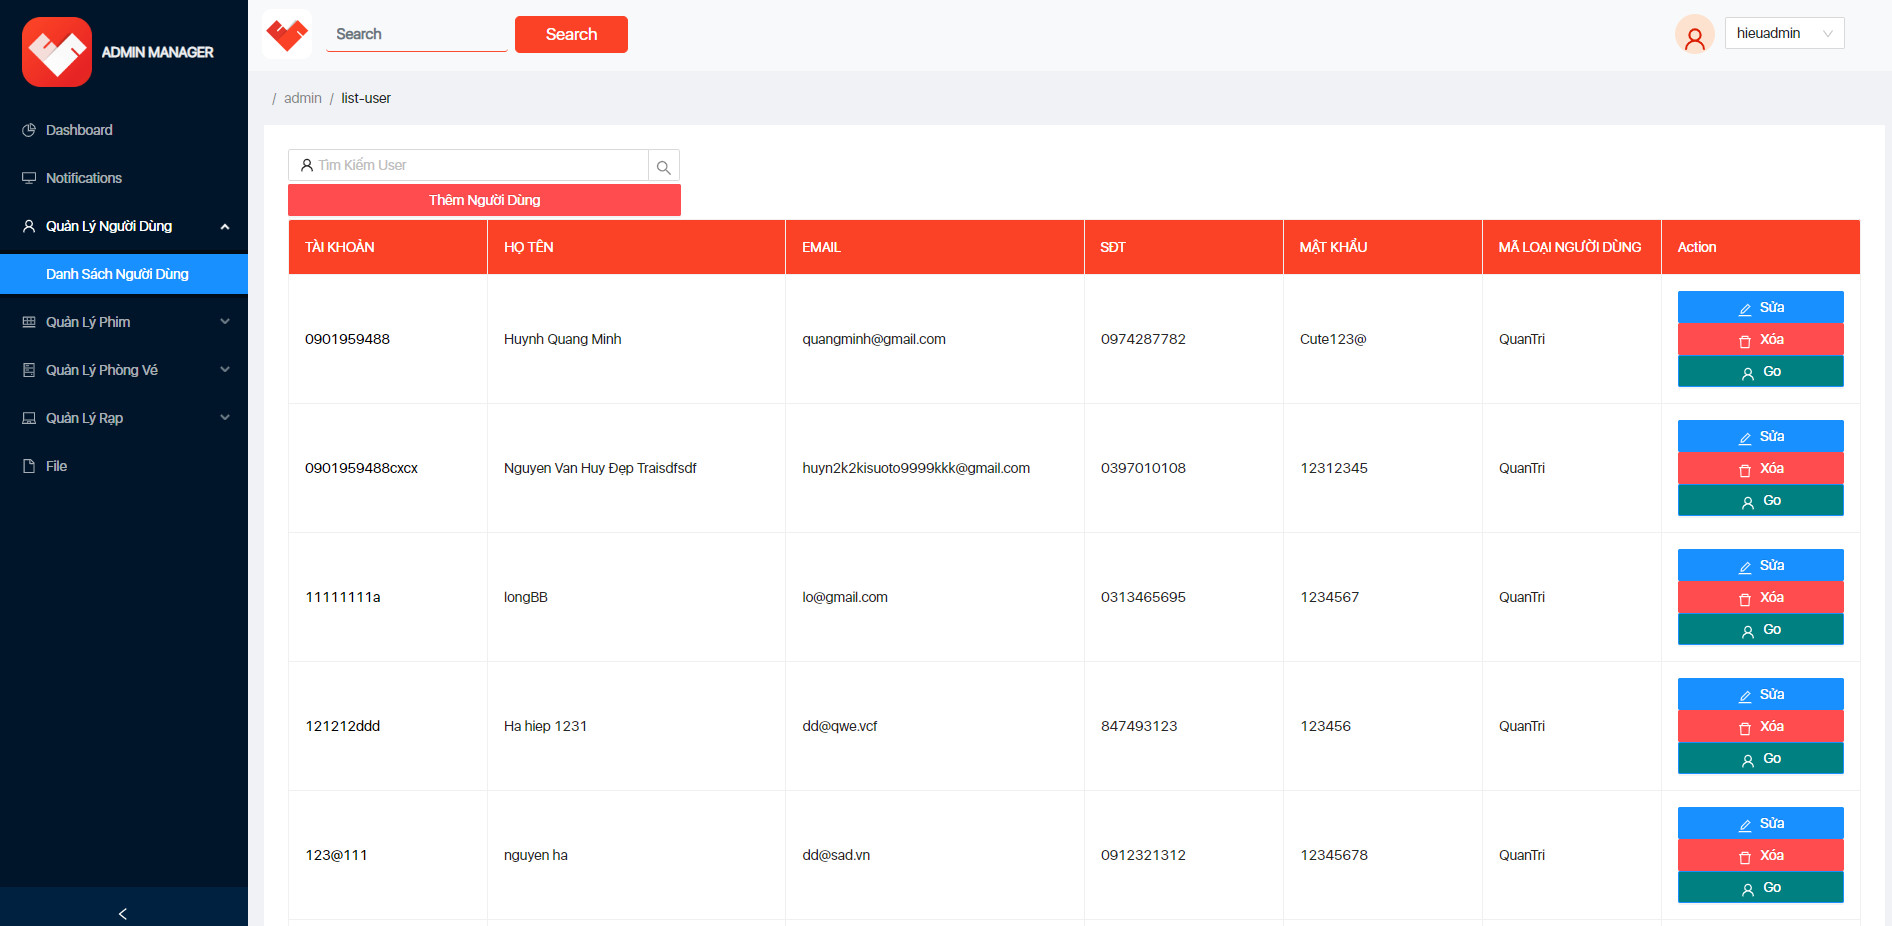 ADMIN MANAGER
Dashboard
Notifications
Quản Lý Người Dùng
Danh Sách Người Dùng
Quản Lý Phim
Quản Lý Phòng Vé
Quản Lý Rạp
File
Search
Search
hieuadmin
/ admin / list-user
Tìm Kiếm User
Thêm Người Dùng
TÀI KHOẢN HỌ TÊN EMAIL SĐT MẬT KHẨU MÃ LOẠI NGƯỜI DÙNG Action
Sửa
0901959488 Huynh Quang Minh quangminh@gmail.com 0974287782 Cute123@ QuanTri Xóa
Go
Sửa
0901959488cxcx Nguyen Van Huy Đẹp Traisdfsdf huyn2k2kisuoto9999kkk@gmail.com 0397010108 12312345 QuanTri Xóa
Go
Sửa
11111111a longBB lo@gmail.com 0313465695 1234567 QuanTri Xóa
Go
Sửa
121212ddd Ha hiep 1231 dd@qwe.vcf 847493123 123456 QuanTri Xóa
Go
Sửa
123@111 nguyen ha dd@sad.vn 0912321312 12345678 QuanTri Xóa
Go